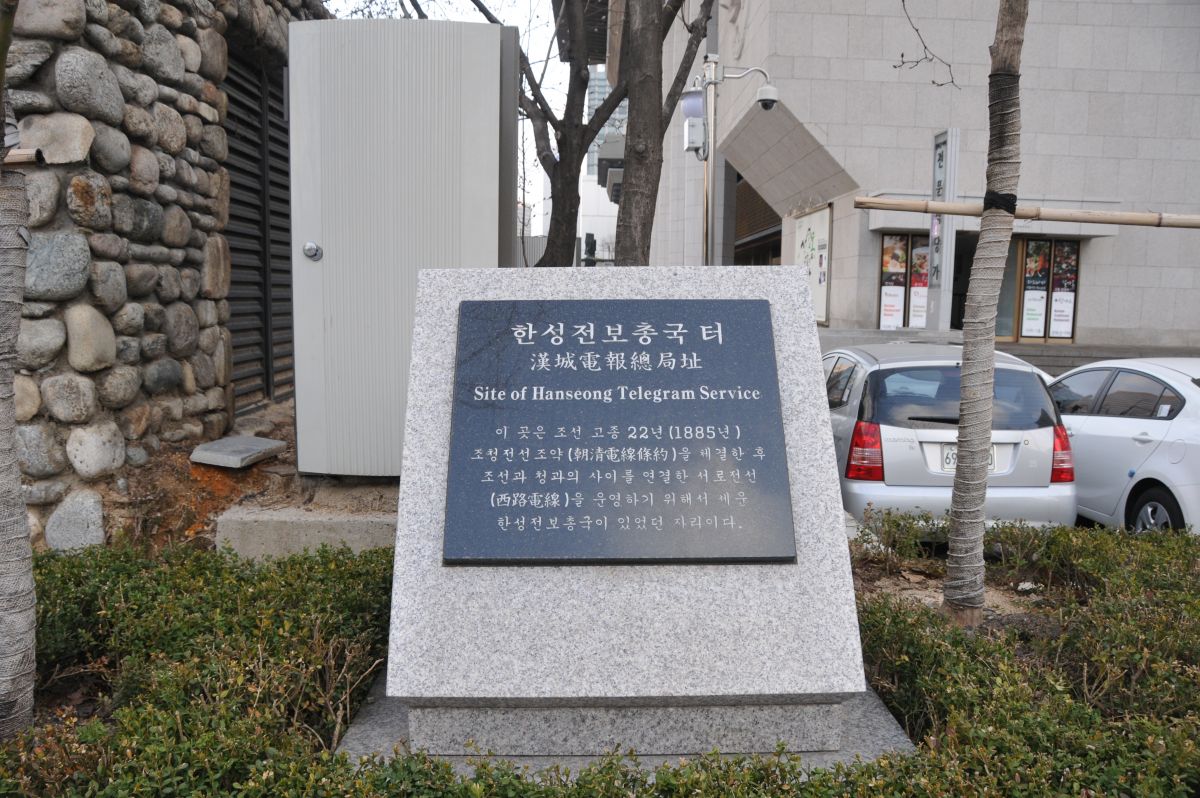 한성전보총국 터
漢城電報總局址
Site of Hanseong Telegram Service
이 곳은 조선 고종 22년(1885년)
조청전선조약(朝淸電線條約)을 체결한 후
조선과 청과의 사이를 연결한 서로전선
(西路電線)을 운영하기 위해서 세운
한성전보총국이 있었던 자리이다.
전문식당가